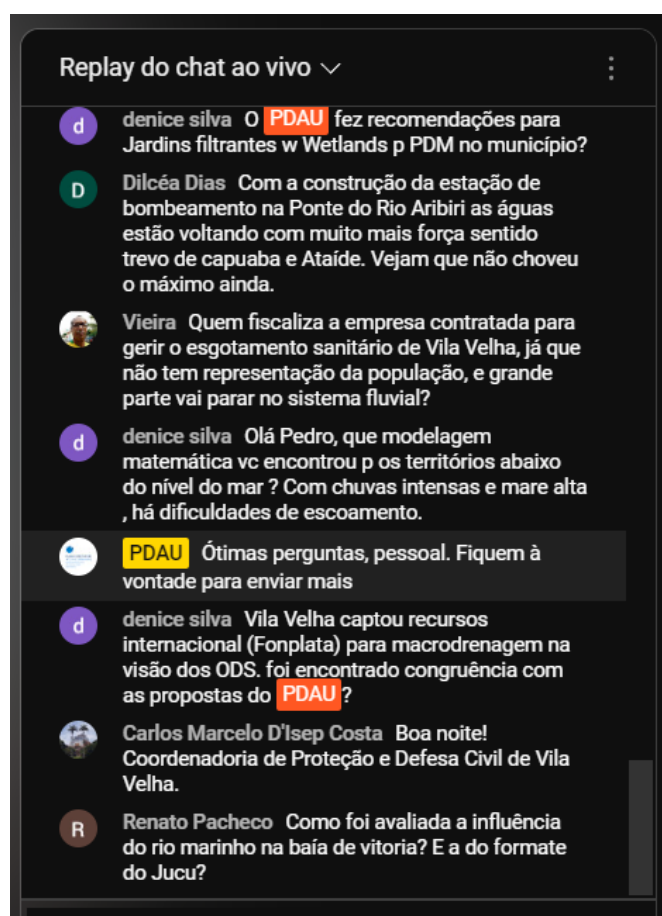 Replay do chat ao vivo
denice silva O PDAU fez recomendações para
Jardins filtrantes w Wetlands p PDM no município?
Dilcéa Dias Com a construção da estação de
bombeamento na Ponte do Rio Aribiri as águas
estão voltando com muito mais força sentido
trevo de capuaba e Ataíde. Vejam que não choveu
o máximo ainda.
Vieira Quem fiscaliza a empresa contratada para
gerir o esgotamento sanitário de Vila Velha, já que
não tem representação da população, e grande
parte vai parar no sistema fluvial?
denice silva Olá Pedro, que modelagem
matemática vc encontrou p os territórios abaixo
do nível do mar ? Com chuvas intensas e mare alta
, há dificuldades de escoamento.
PDAU Ótimas perguntas, pessoal. Fiquem à
vontade para enviar mais
denice silva Vila Velha captou recursos
internacional (Fonplata) para macrodrenagem na
visão dos ODS. foi encontrado congruência com
as propostas do PDAU ?
Carlos Marcelo D'Isep Costa Boa noite!
Coordenadoria de Proteção e Defesa Civil de Vila
Velha.
Renato Pacheco Como foi avaliada a influência
do rio marinho na baía de vitoria? E a do formate
do Jucu?
d
D
d
d
R